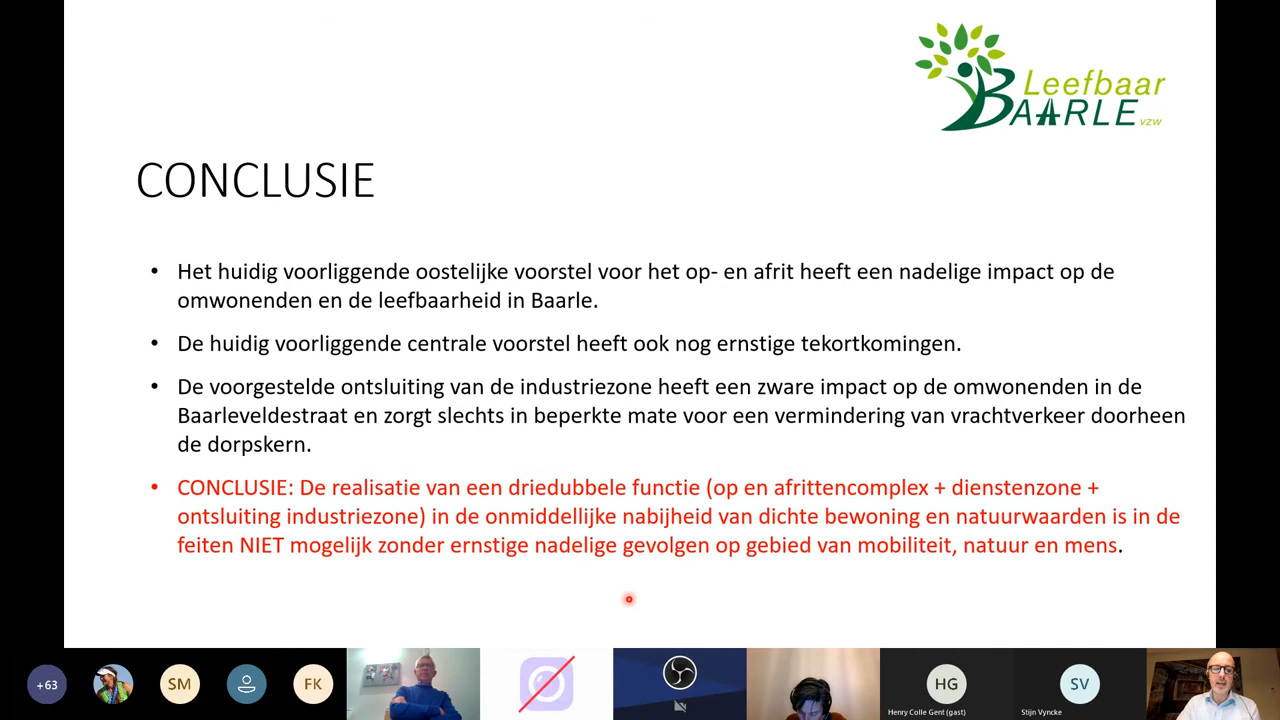 Leefbaar
BAARLE
vzw
CONCLUSIE
• Het huidig voorliggende oostelijke voorstel voor het op- en afrit heeft een nadelige impact op de
omwonenden en de leefbaarheid in Baarle.
• De huidig voorliggende centrale voorstel heeft ook nog ernstige tekortkomingen.
• De voorgestelde ontsluiting van de industriezone heeft een zware impact op de omwonenden in de
Baarleveldestraat en zorgt slechts in beperkte mate voor een vermindering van vrachtverkeer doorheen
de dorpskern.
• CONCLUSIE: De realisatie van een driedubbele functie (op en afrittencomplex + dienstenzone +
ontsluiting industriezone) in de onmiddellijke nabijheid van dichte bewoning en natuurwaarden is in de
feiten NIET mogelijk zonder ernstige nadelige gevolgen op gebied van mobiliteit, natuur en mens.
+63
SM
FK
HG
SV
Henry Colle Gent (gast)
Stijn Vyncke